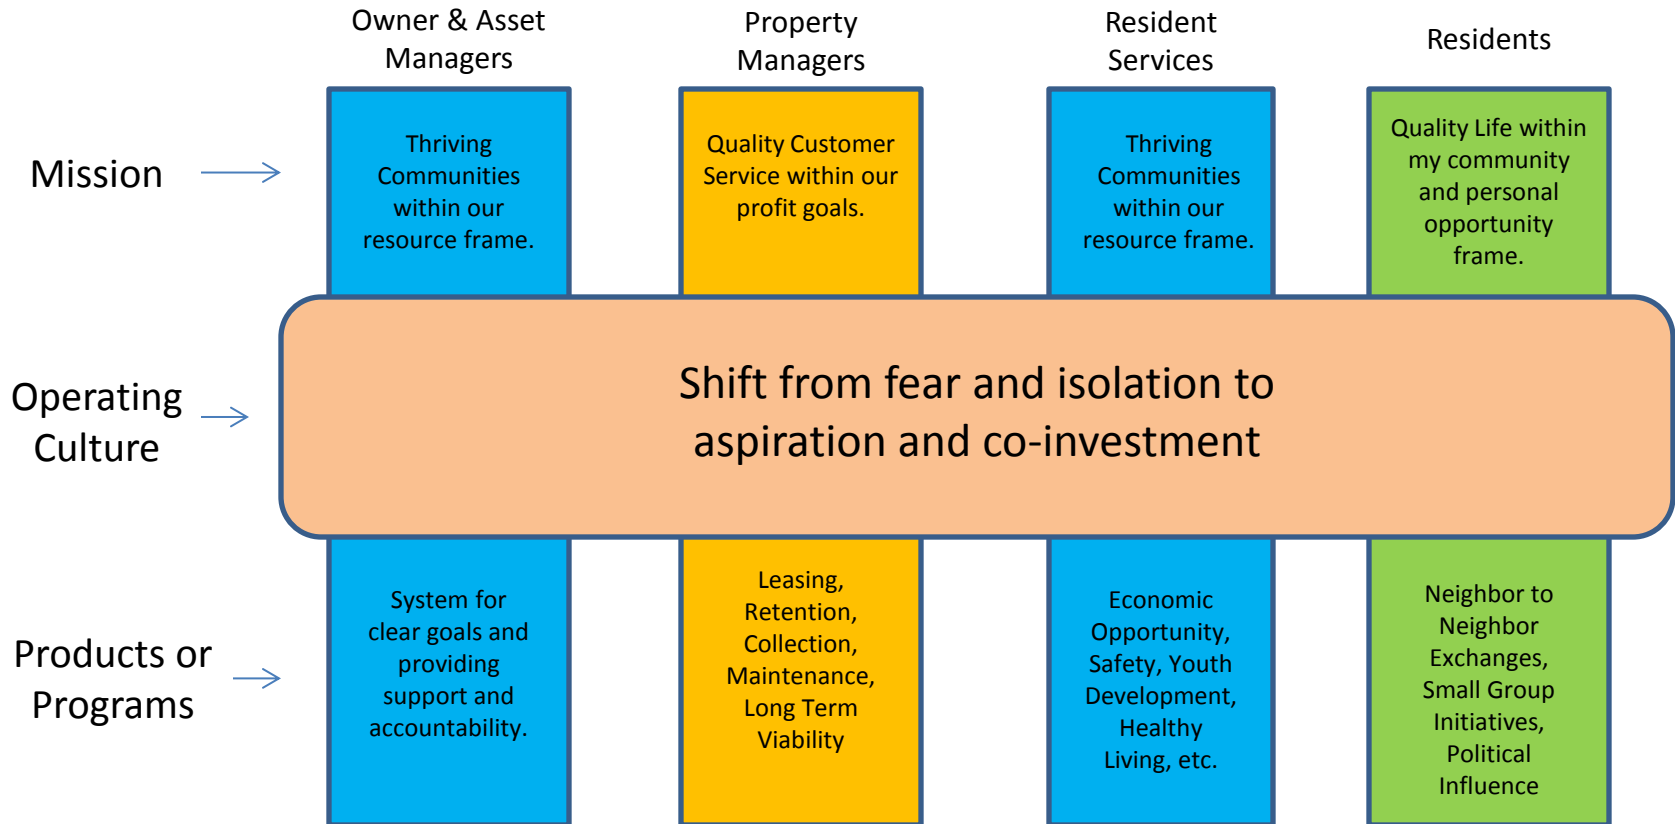 Owner & Asset
Managers
Property
Managers
Resident
Services
Residents
Mission
Thriving
Communities
within our
resource frame.
Quality Customer
Service within our
profit goals.
Thriving
Communities
within our
resource frame.
Quality Life within
my community
and personal
opportunity
frame.
Operating
Culture
Shift from fear and isolation to
aspiration and co-investment
Products or
Programs
System for
clear goals and
providing
support and
accountability.
Leasing,
Retention,
Collection,
Maintenance,
Long Term
Viability
Economic
Opportunity,
Safety, Youth
Development,
Healthy
Living, etc.
Neighbor to
Neighbor
Exchanges,
Small Group
Initiatives,
Political
Influence